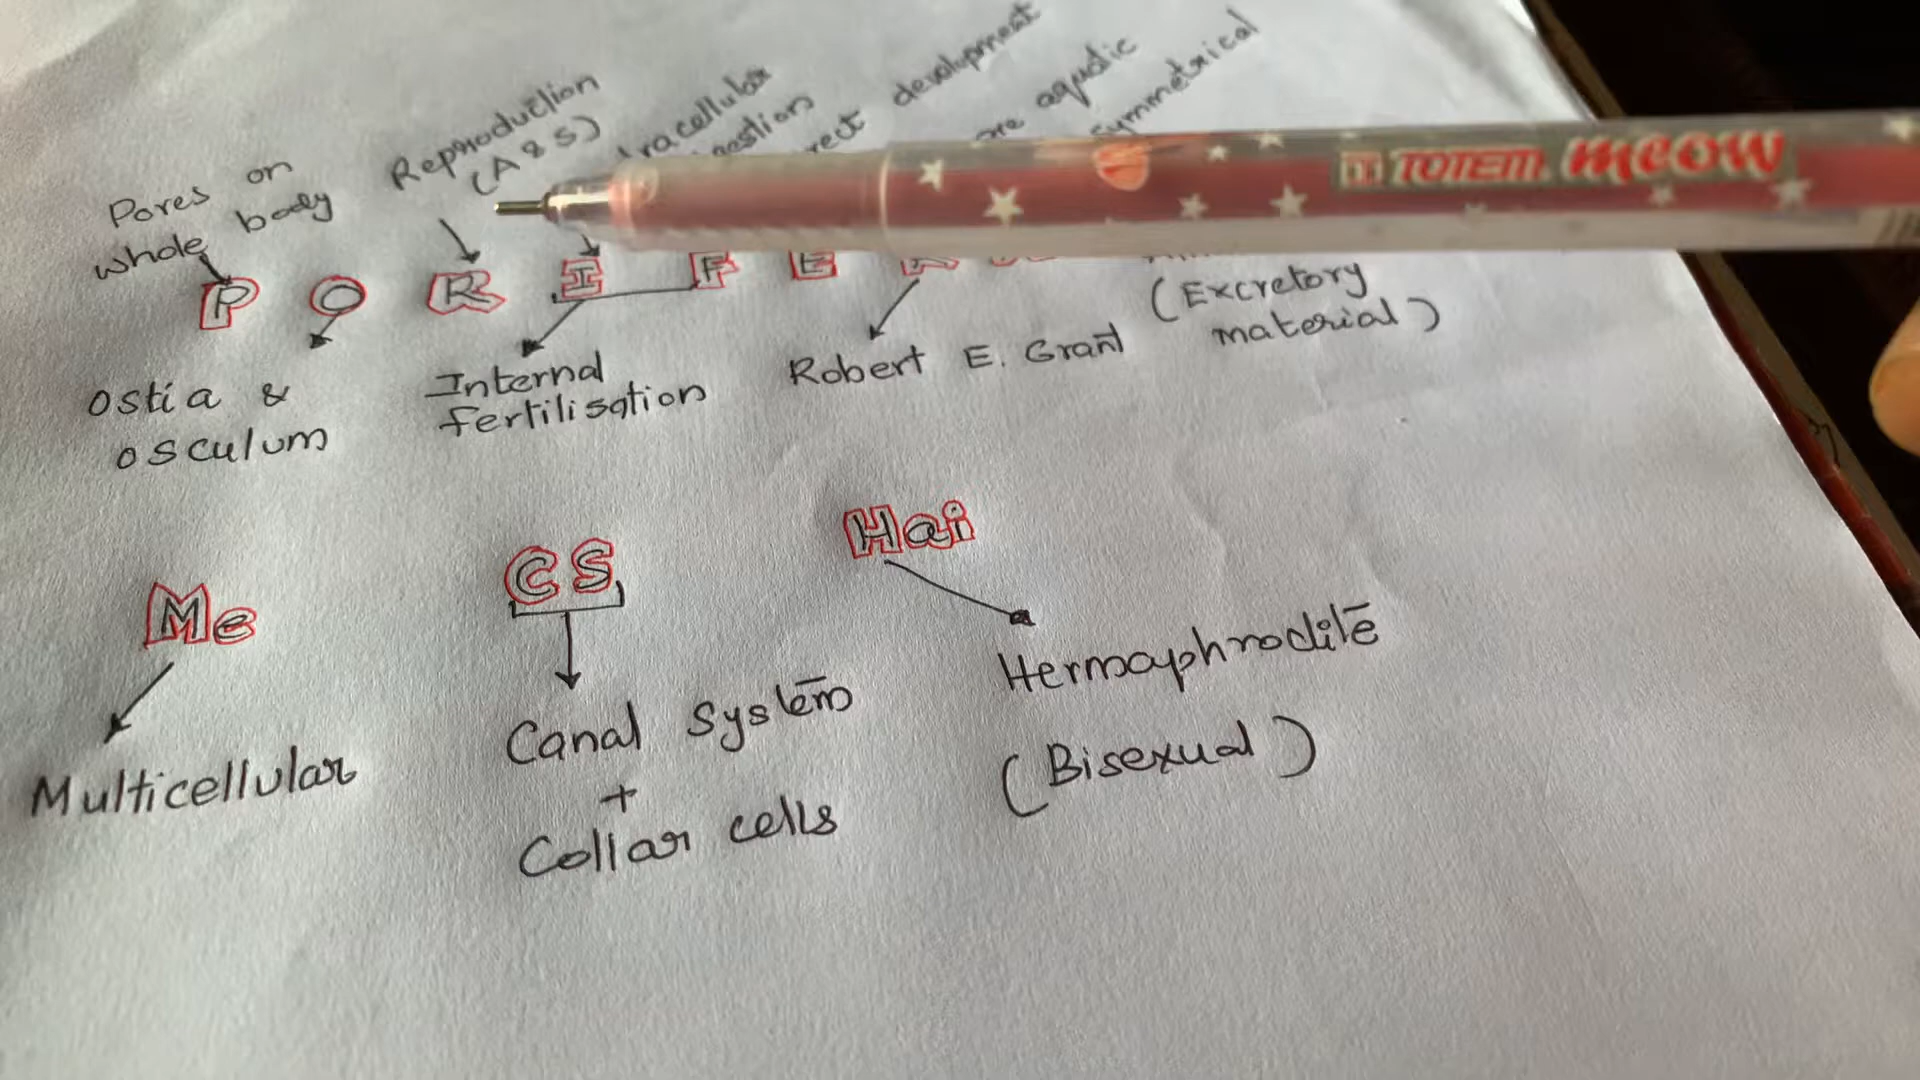 Pores on
whole body
Reproduction
(A & S)
development
aquatic
symmetrical
TOTEM meow
P O R I F E
(Excretory
material)
Ostia &
osculum
Internal
fertilisation
Robert E. Grant
Me
CS
Hai
Multicellular
Canal System
+
Collar cells
Hermaphrodite
(Bisexual)